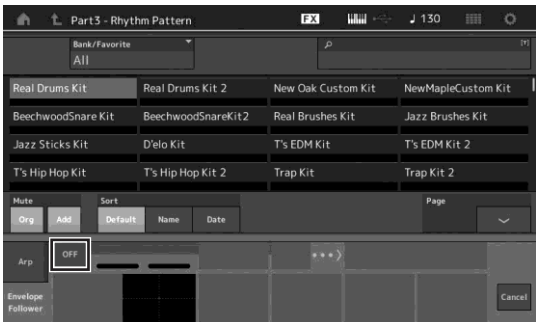 Part3 - Rhythm Pattern
FX
130
Bank/Favorite
All
Real Drums Kit
Real Drums Kit 2
New Oak Custom Kit
NewMapleCustom Kit
BeechwoodSnare Kit
BeechwoodSnareKit2
Real Brushes Kit
Jazz Brushes Kit
Jazz Sticks Kit
D'elo Kit
T's EDM Kit
T's EDM Kit 2
T's Hip Hop Kit
T's Hip Hop Kit 2
Trap Kit
Trap Kit 2
Mute
Sort
Page
Org
Add
Default
Name
Date
Arp
OFF
Envelope
Follower
Cancel